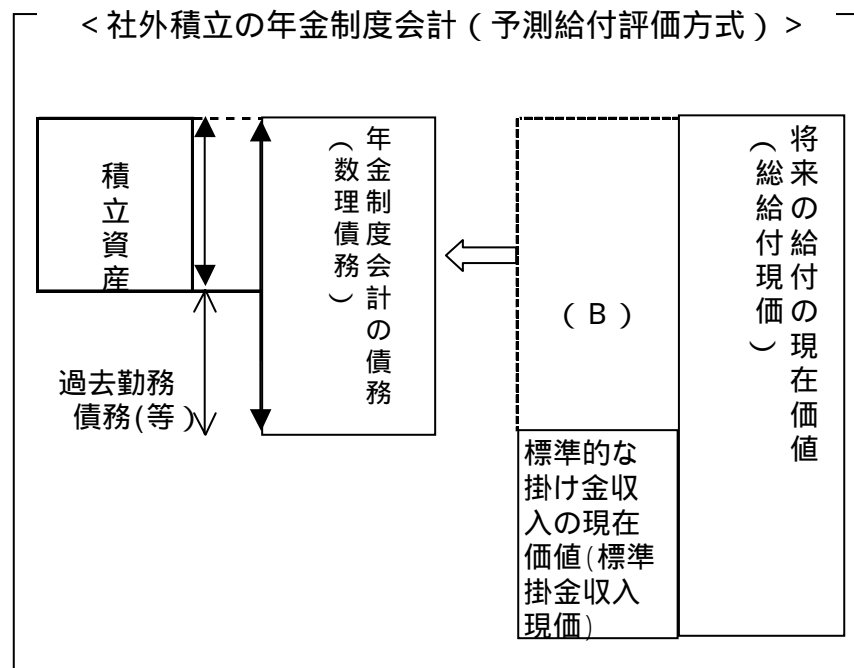 ＜社外積立の年金制度会計（予測給付評価方式）＞
積立資産
過去勤務
債務(等)
年金制度会計の債務
（数理債務）
（B）
標準的な
掛け金収
入の現在
価値(標準
掛金収入
現価)
将来の給付の現在価値
（総給付現価）